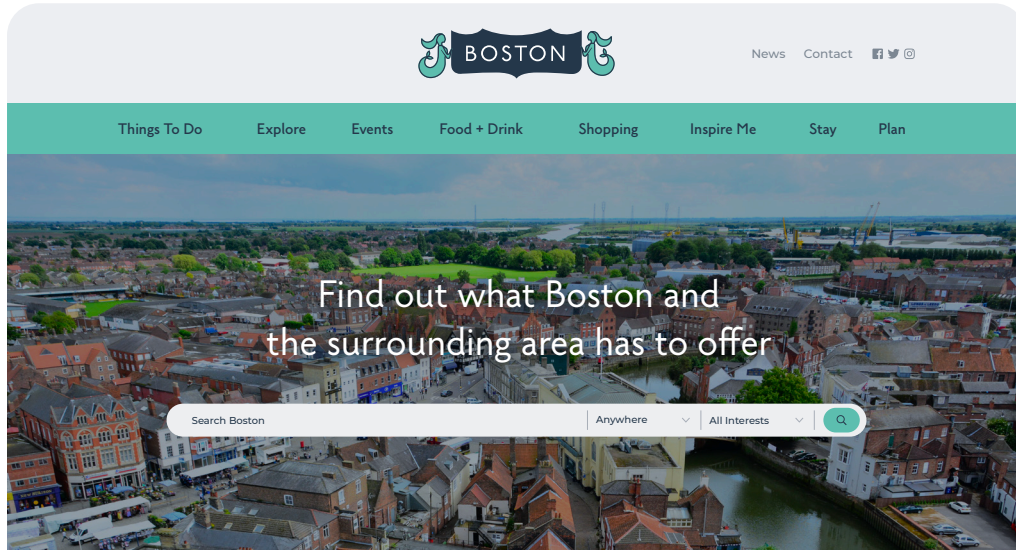 BOSTON
News
Contact
Things To Do
Explore
Events
Food + Drink
Shopping
Inspire Me
Stay
Plan
Find out what Boston and
the surrounding area has to offer
Search Boston
Anywhere
All Interests